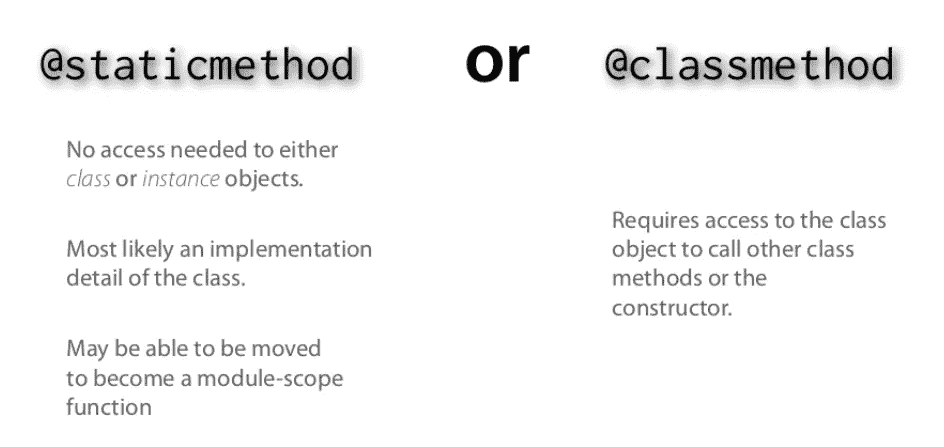 @staticmethod
or
@classmethod
No access needed to either
class or instance objects.
Most likely an implementation
detail of the class.
May be able to be moved
to become a module-scope
function
Requires access to the class
object to call other class
methods or the
constructor.